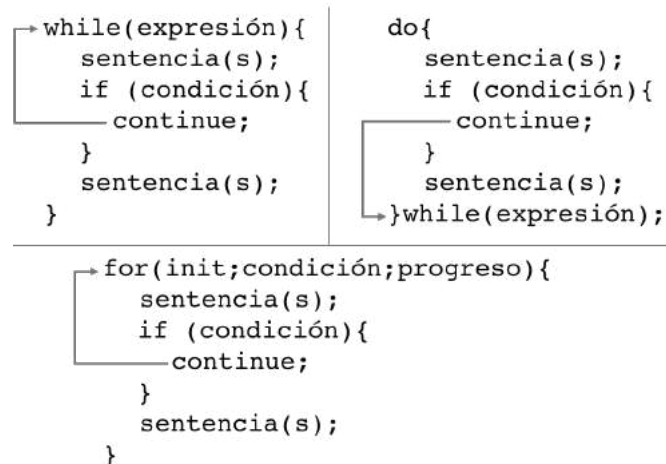 while(expresión){
sentencia(s);
if (condición){
continue;
}
sentencia(s);
}
do{
sentencia(s);
if (condición){
continue;
}
sentencia(s);
}while(expresión);
for(init;condición;progreso){
sentencia(s);
if (condición){
continue;
}
sentencia(s);
}